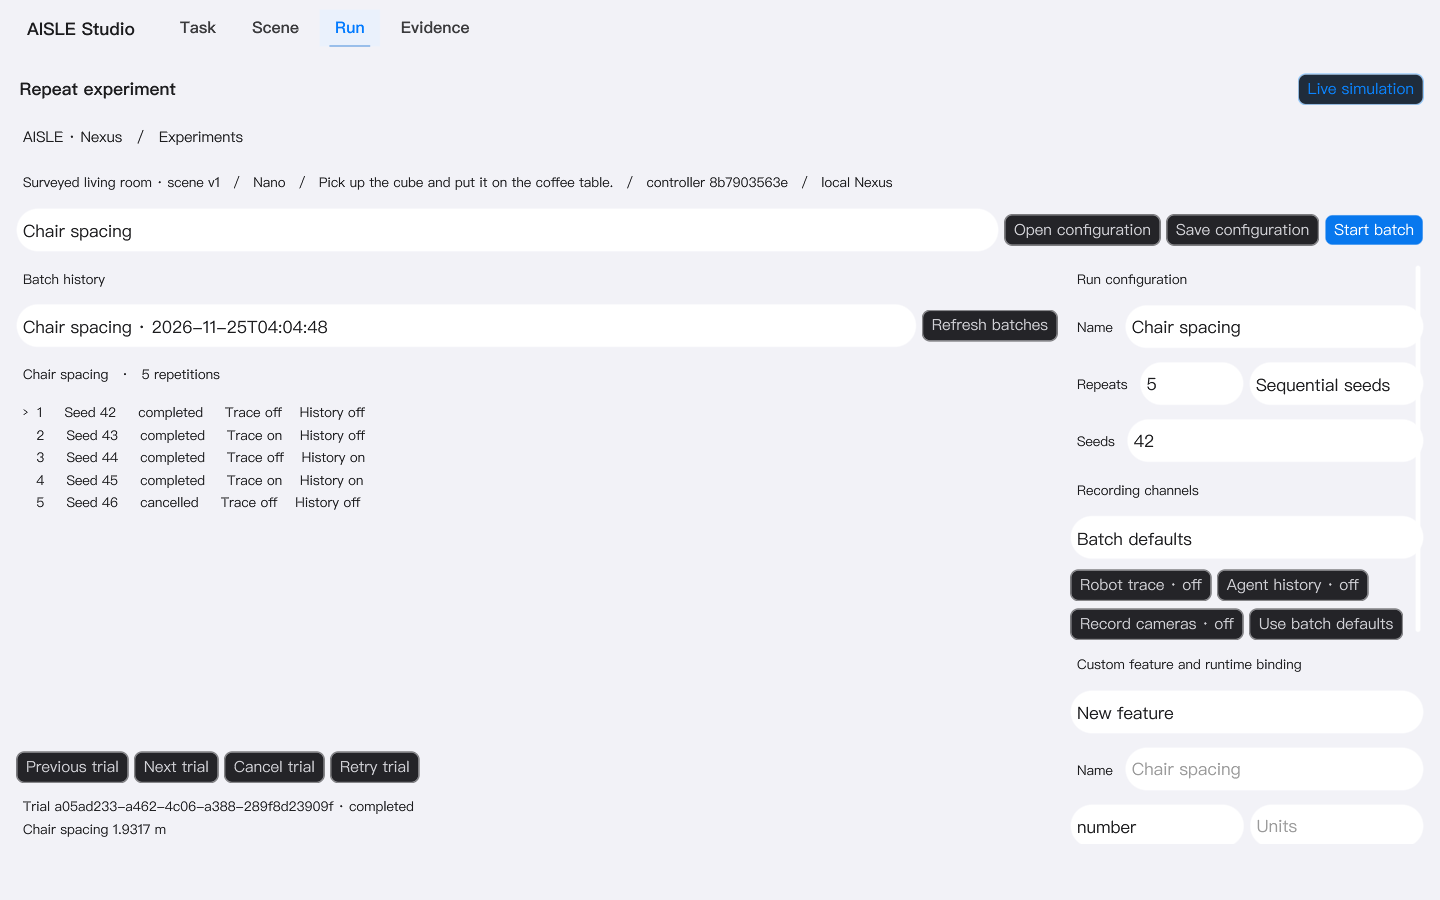 AISLE Studio Task Scene Run Evidence
Repeat experiment Live simulation
AISLE · Nexus / Experiments
Surveyed living room · scene v1 / Nano / Pick up the cube and put it on the coffee table. / controller 8b7903563e / local Nexus
Chair spacing Open configuration Save configuration Start batch
Batch history
Chair spacing · 2026-11-25T04:04:48 Refresh batches
Chair spacing · 5 repetitions
> 1 Seed 42 completed Trace off History off
2 Seed 43 completed Trace on History off
3 Seed 44 completed Trace off History on
4 Seed 45 completed Trace on History on
5 Seed 46 cancelled Trace off History off
Previous trial Next trial Cancel trial Retry trial
Trial a05ad233-a462-4c06-a388-289f8d23909f · completed
Chair spacing 1.9317 m
Run configuration
Name Chair spacing
Repeats 5 Sequential seeds
Seeds 42
Recording channels
Batch defaults
Robot trace · off Agent history · off
Record cameras · off Use batch defaults
Custom feature and runtime binding
New feature
Name Chair spacing
number Units